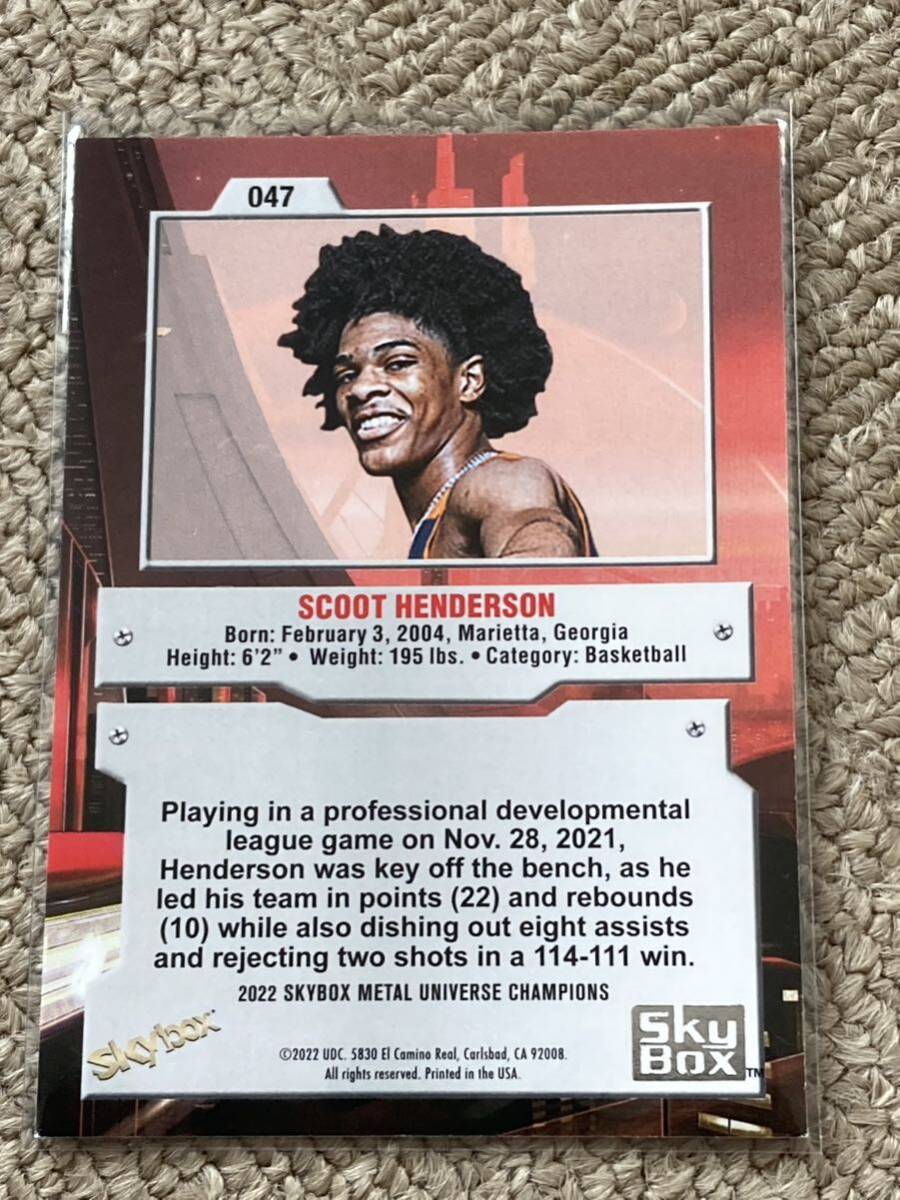 047
SCOOT HENDERSON
Born: February 3, 2004, Marietta, Georgia
Height: 6'2" • Weight: 195 lbs. • Category: Basketball
Playing in a professional developmental
league game on Nov. 28, 2021,
Henderson was key off the bench, as he
led his team in points (22) and rebounds
(10) while also dishing out eight assists
and rejecting two shots in a 114-111 win.
2022 SKYBOX METAL UNIVERSE CHAMPIONS
Skybox
©2022 UDC. 5830 El Camino Real, Carlsbad, CA 92008.
All rights reserved. Printed in the USA.
Sky
Box TM